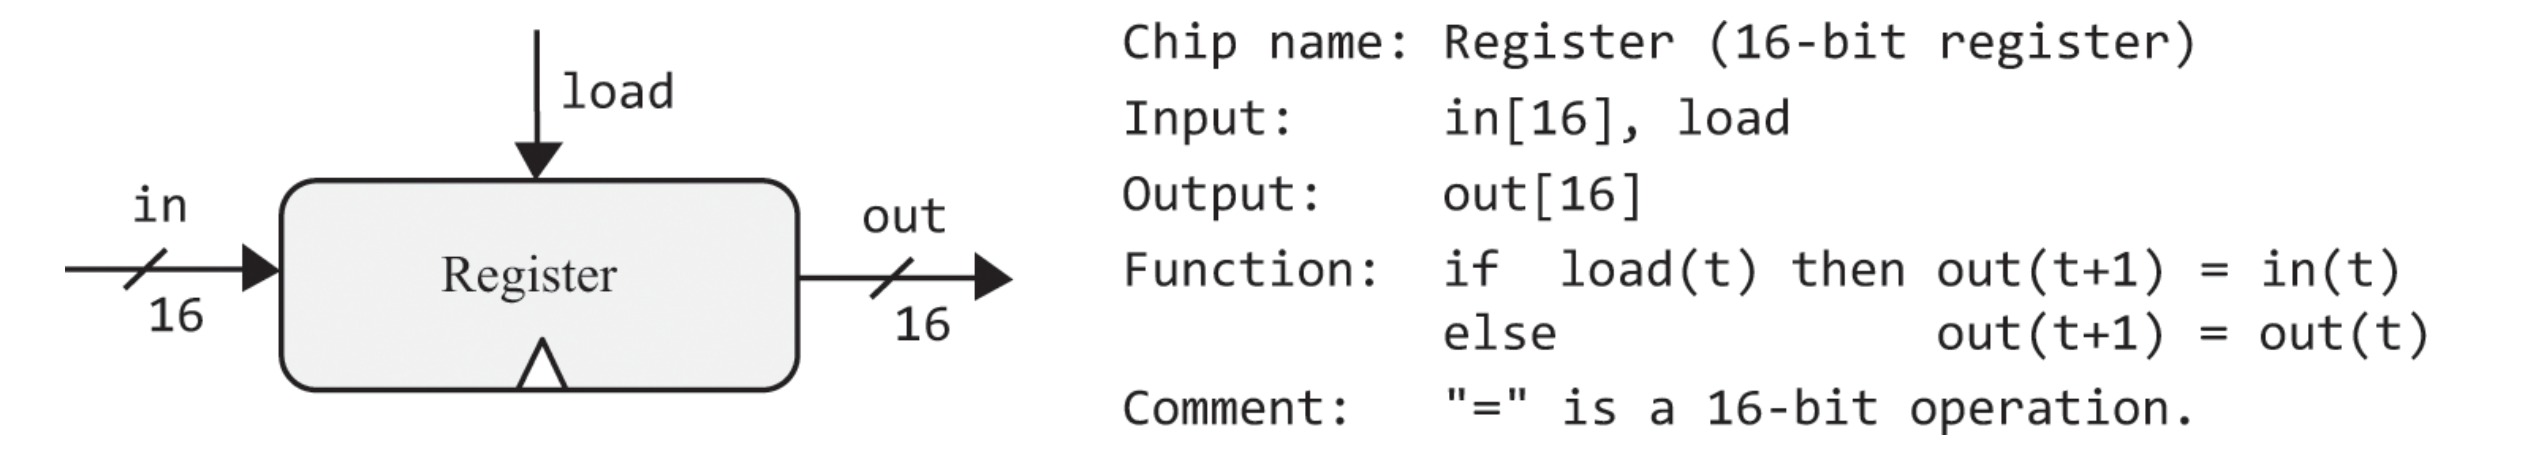 load
in
16
Register
out
16
Chip name: Register (16-bit register)
Input: in[16], load
Output: out[16]
Function: if load(t) then out(t+1) = in(t)
else out(t+1) = out(t)
Comment: "=" is a 16-bit operation.